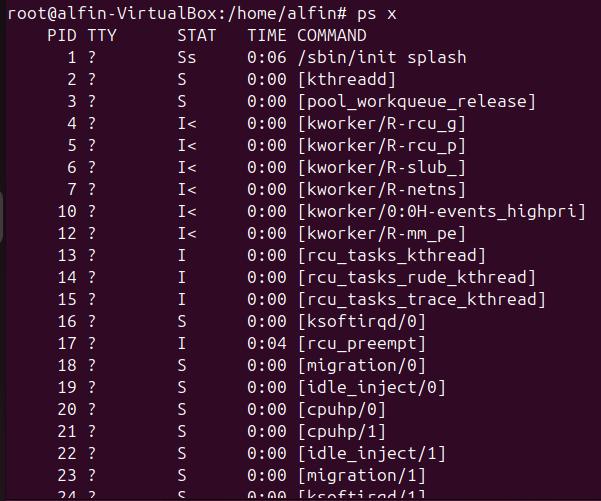 root@alfin-VirtualBox:/home/alfin# ps x
PID TTY STAT TIME COMMAND
1 ? Ss 0:06 /sbin/init splash
2 ? S 0:00 [kthreadd]
3 ? S 0:00 [pool_workqueue_release]
4 ? I< 0:00 [kworker/R-rcu_g]
5 ? I< 0:00 [kworker/R-rcu_p]
6 ? I< 0:00 [kworker/R-slub_]
7 ? I< 0:00 [kworker/R-netns]
10 ? I< 0:00 [kworker/0:0H-events_highpri]
12 ? I< 0:00 [kworker/R-mm_pe]
13 ? I 0:00 [rcu_tasks_kthread]
14 ? I 0:00 [rcu_tasks_rude_kthread]
15 ? I 0:00 [rcu_tasks_trace_kthread]
16 ? S 0:00 [ksoftirqd/0]
17 ? I 0:04 [rcu_preempt]
18 ? S 0:00 [migration/0]
19 ? S 0:00 [idle_inject/0]
20 ? S 0:00 [cpuhp/0]
21 ? S 0:00 [cpuhp/1]
22 ? S 0:00 [idle_inject/1]
23 ? S 0:00 [migration/1]
24 ? S 0:00 [ksoftirqd/1]